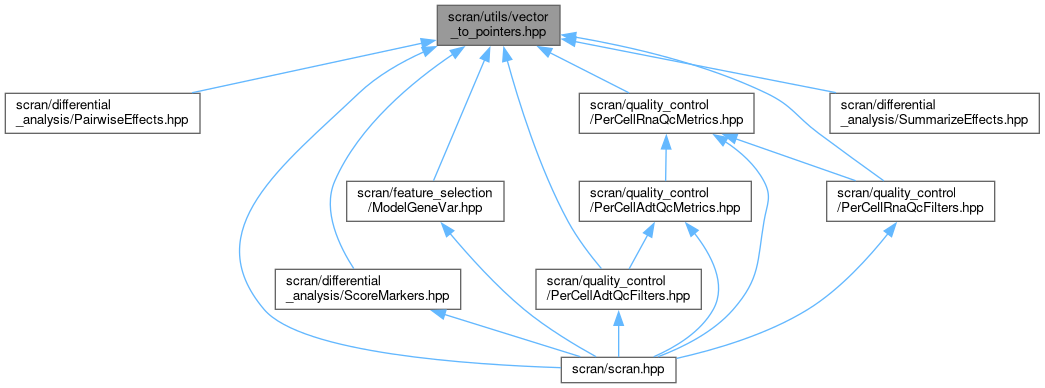 scran/utils/vector
_to_pointers.hpp
scran/differential
_analysis/PairwiseEffects.hpp
scran/quality_control
/PerCellRnaQcMetrics.hpp
scran/differential
_analysis/SummarizeEffects.hpp
scran/feature_selection
/ModelGeneVar.hpp
scran/quality_control
/PerCellAdtQcMetrics.hpp
scran/quality_control
/PerCellRnaQcFilters.hpp
scran/differential
_analysis/ScoreMarkers.hpp
scran/quality_control
/PerCellAdtQcFilters.hpp
scran/scran.hpp